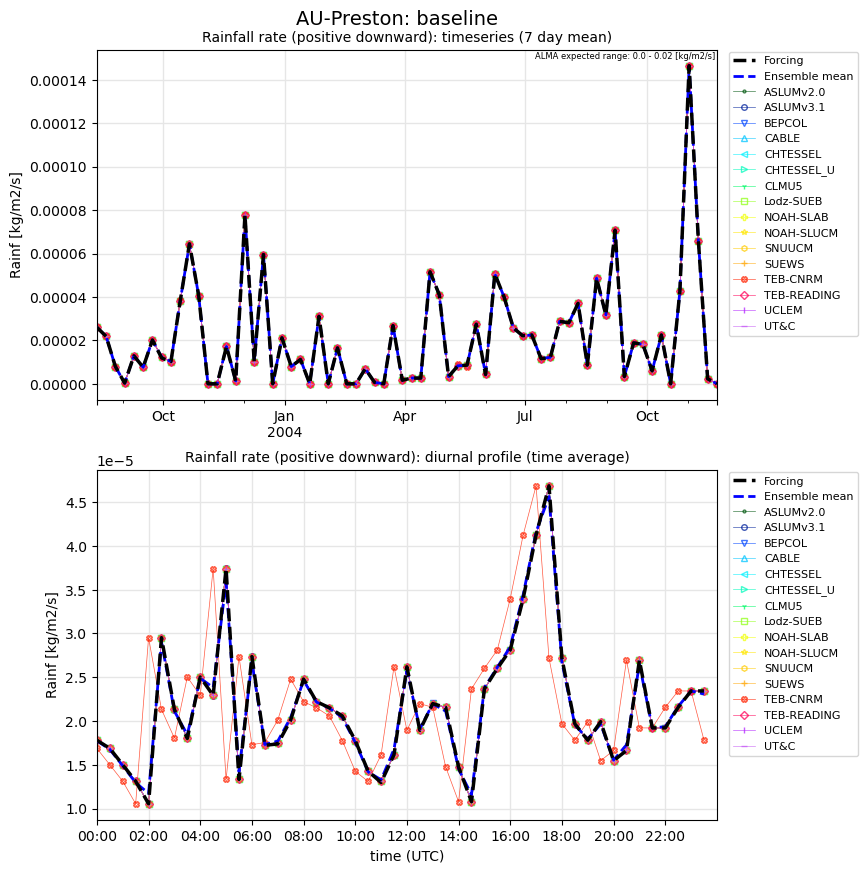 AU-Preston: baseline
Rainfall rate (positive downward): timeseries (7 day mean)
ALMA expected range: 0.0 - 0.02 [kg/m2/s]
0.00014
0.00012
0.00010
0.00008
0.00006
0.00004
0.00002
0.00000
Rainf [kg/m2/s]
Oct
Jan
2004
Apr
Jul
Oct
Forcing
Ensemble mean
ASLUMv2.0
ASLUMv3.1
BEPCOL
CABLE
CHTESSEL
CHTESSEL_U
CLMU5
Lodz-SUEB
NOAH-SLAB
NOAH-SLUCM
SNUUCM
SUEWS
TEB-CNRM
TEB-READING
UCLEM
UT&C
1e−5
Rainfall rate (positive downward): diurnal profile (time average)
4.5
4.0
3.5
3.0
2.5
2.0
1.5
1.0
Rainf [kg/m2/s]
00:00
02:00
04:00
06:00
08:00
10:00
12:00
14:00
16:00
18:00
20:00
22:00
time (UTC)
Forcing
Ensemble mean
ASLUMv2.0
ASLUMv3.1
BEPCOL
CABLE
CHTESSEL
CHTESSEL_U
CLMU5
Lodz-SUEB
NOAH-SLAB
NOAH-SLUCM
SNUUCM
SUEWS
TEB-CNRM
TEB-READING
UCLEM
UT&C